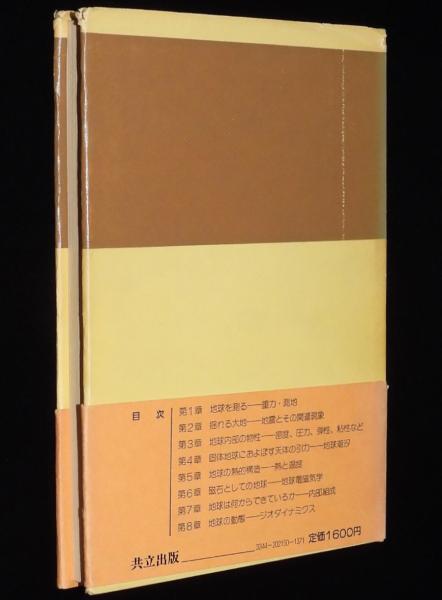 目次
第1章 地球を測る──重力・測地
第2章 揺れる大地──地震とその関連現象
第3章 地球内部の物性──密度、圧力、弾性、粘性など
第4章 固体地球におよぼす天体の引力──地球潮汐
第5章 地球の熱的構造──熱と温度
第6章 磁石としての地球──地球電磁気学
第7章 地球は何からできているか──内部組成
第8章 地球の動態──ジオダイナミクス
共立出版 3044-202150-1371 定価1600円